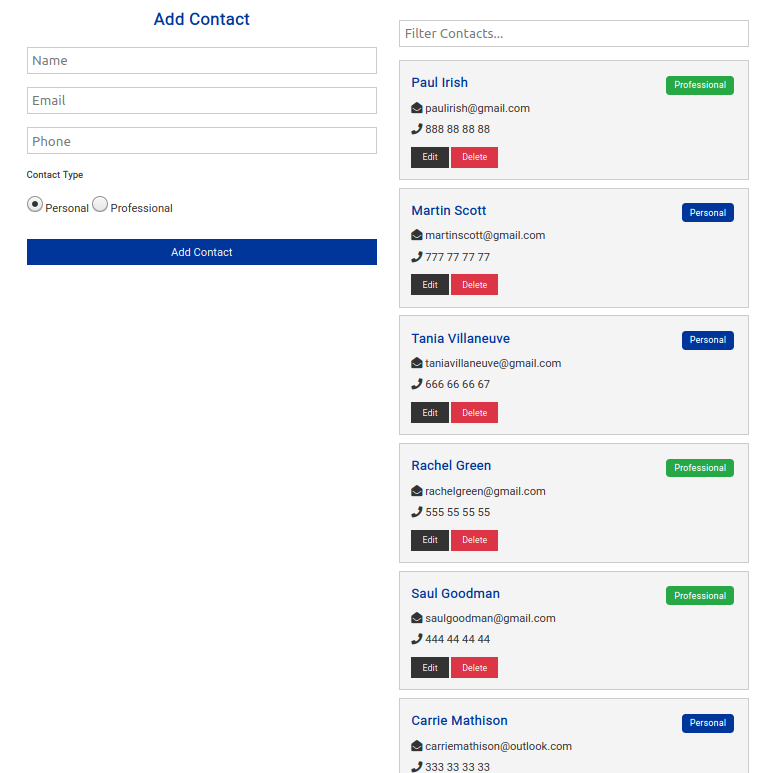 Add Contact
Name
Email
Phone
Contact Type
Personal Professional
Add Contact
Filter Contacts...
Paul Irish
Professional
paulirish@gmail.com
888 88 88 88
Edit Delete
Martin Scott
Personal
martinscott@gmail.com
777 77 77 77
Edit Delete
Tania Villaneuve
Personal
taniavillaneuve@gmail.com
666 66 66 67
Edit Delete
Rachel Green
Professional
rachelgreen@gmail.com
555 55 55 55
Edit Delete
Saul Goodman
Professional
saulgoodman@gmail.com
444 44 44 44
Edit Delete
Carrie Mathison
Personal
carriemathison@outlook.com
333 33 33 33